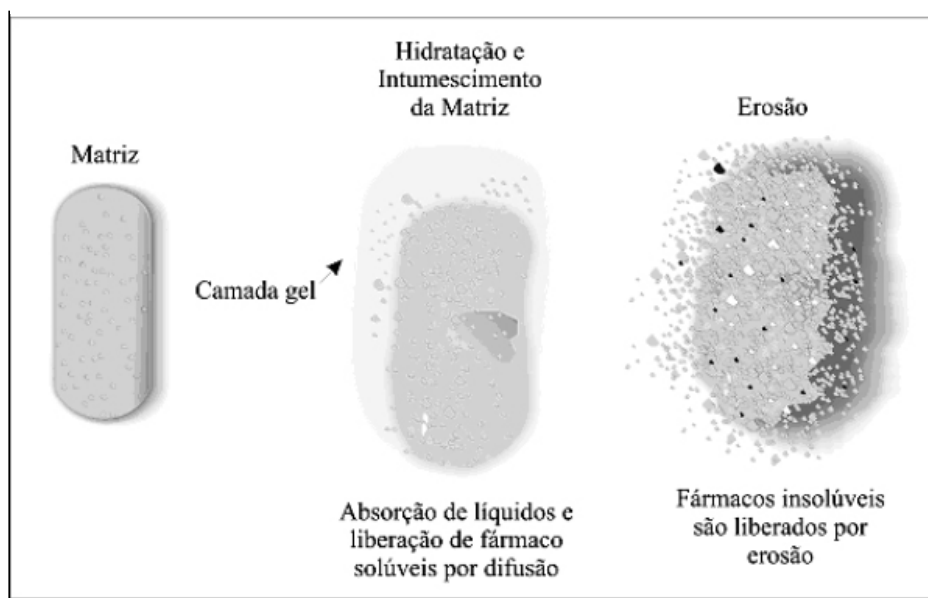 Matriz
Hidratação e
Intumescimento
da Matriz
Camada gel
Absorção de líquidos e
liberação de fármaco
solúveis por difusão
Erosão
Fármacos insolúveis
são liberados por
erosão